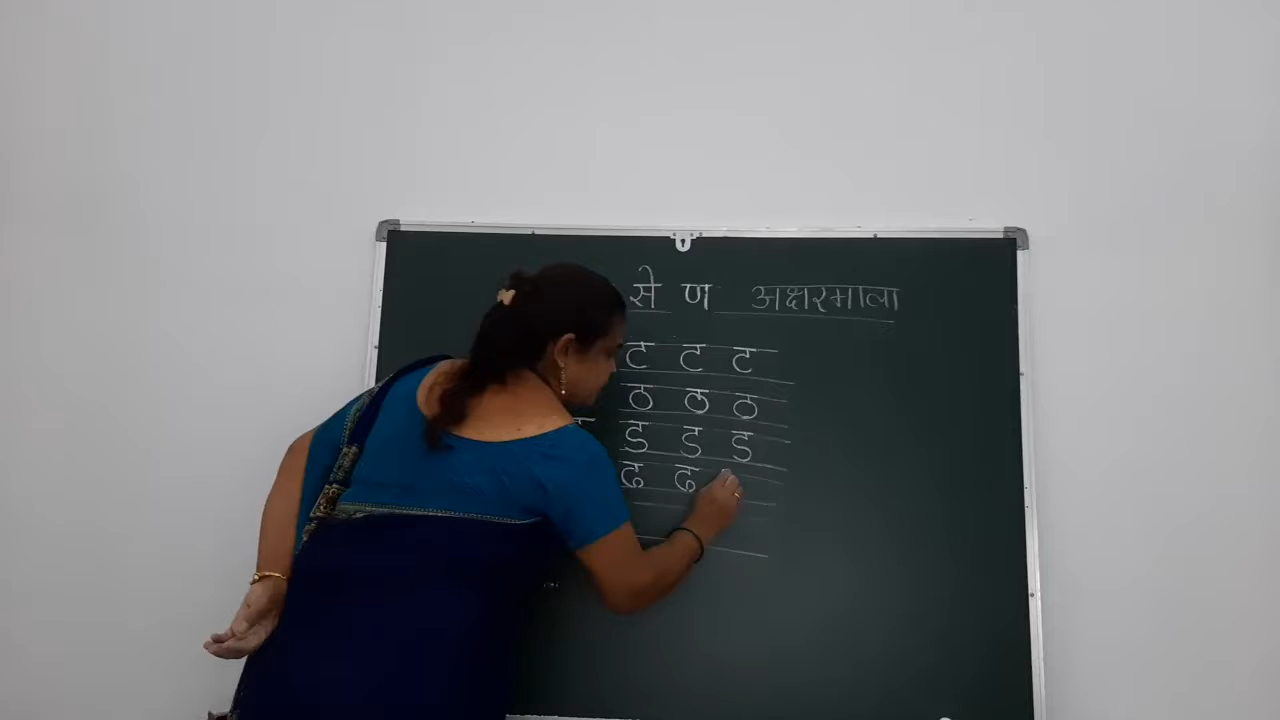 से ण अक्षरमाला
ट ट ट
ठ ठ ठ
ड ड ड
ढ ढ